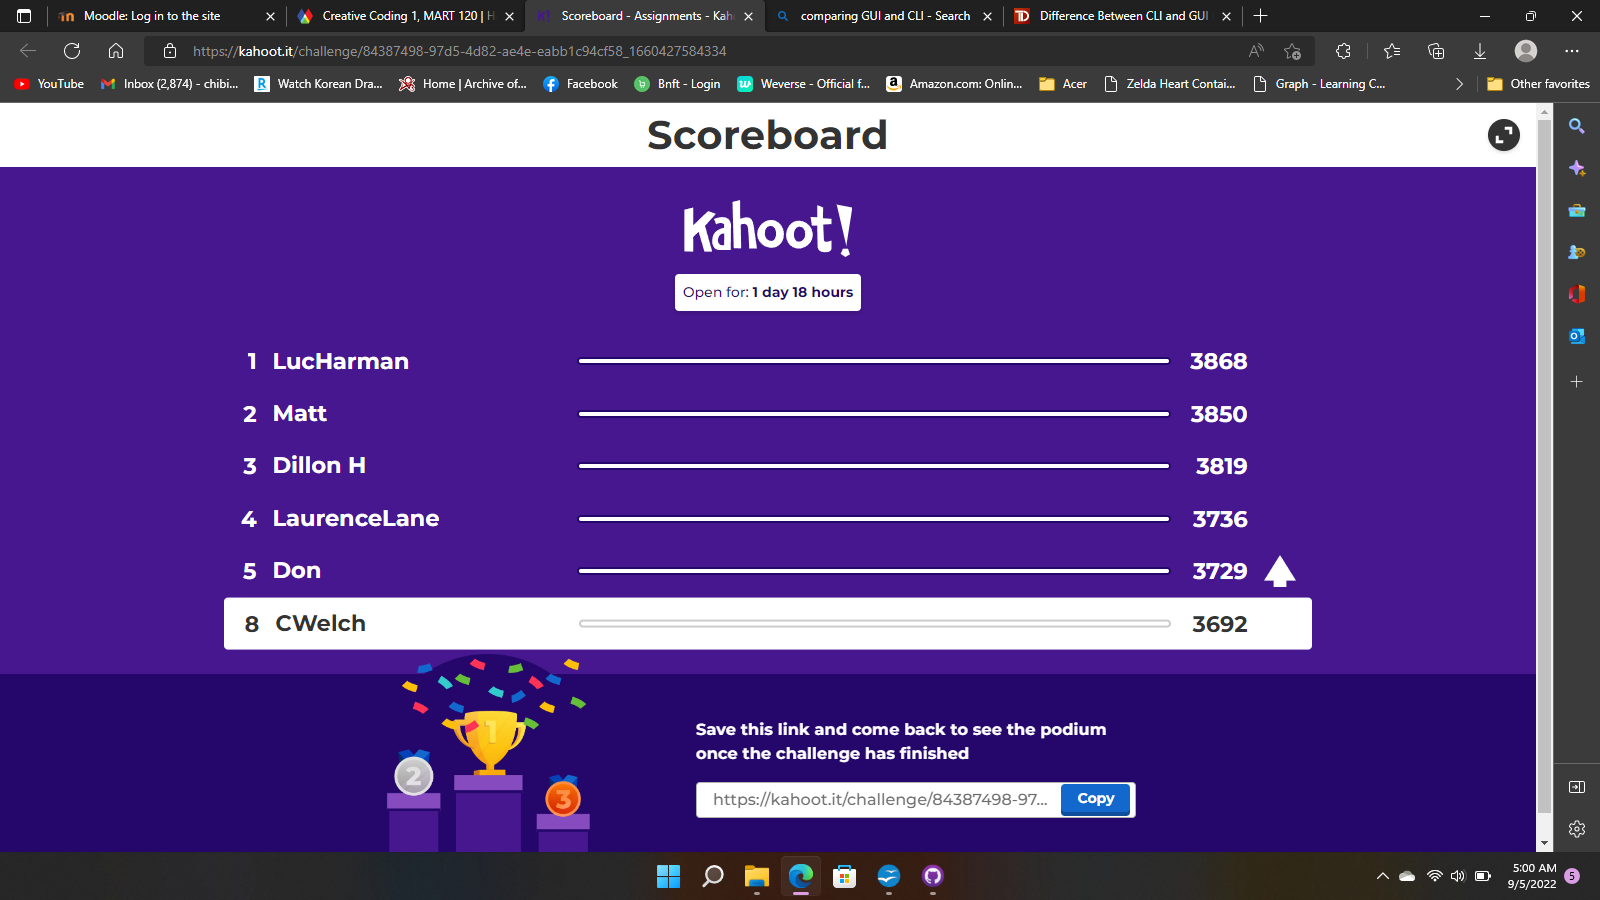 Moodle: Log in to the site
Creative Coding 1, MART 120 | H
Scoreboard - Assignments - Kah
comparing GUI and CLI - Search
Difference Between CLI and GUI
https://kahoot.it/challenge/84387498-97d5-4d82-ae4e-eabb1c94cf58_1660427584334
YouTube
Inbox (2,874) - chibi...
Watch Korean Dra...
Home | Archive of...
Facebook
Bnft - Login
Weverse - Official f...
Amazon.com: Onlin...
Acer
Zelda Heart Contai...
Graph - Learning C...
Other favorites
Scoreboard
Kahoot!
Open for: 1 day 18 hours
1 LucHarman 3868
2 Matt 3850
3 Dillon H 3819
4 LaurenceLane 3736
5 Don 3729
8 CWelch 3692
1
2
3
Save this link and come back to see the podium
once the challenge has finished
https://kahoot.it/challenge/84387498-97... Copy
5:00 AM
9/5/2022
5